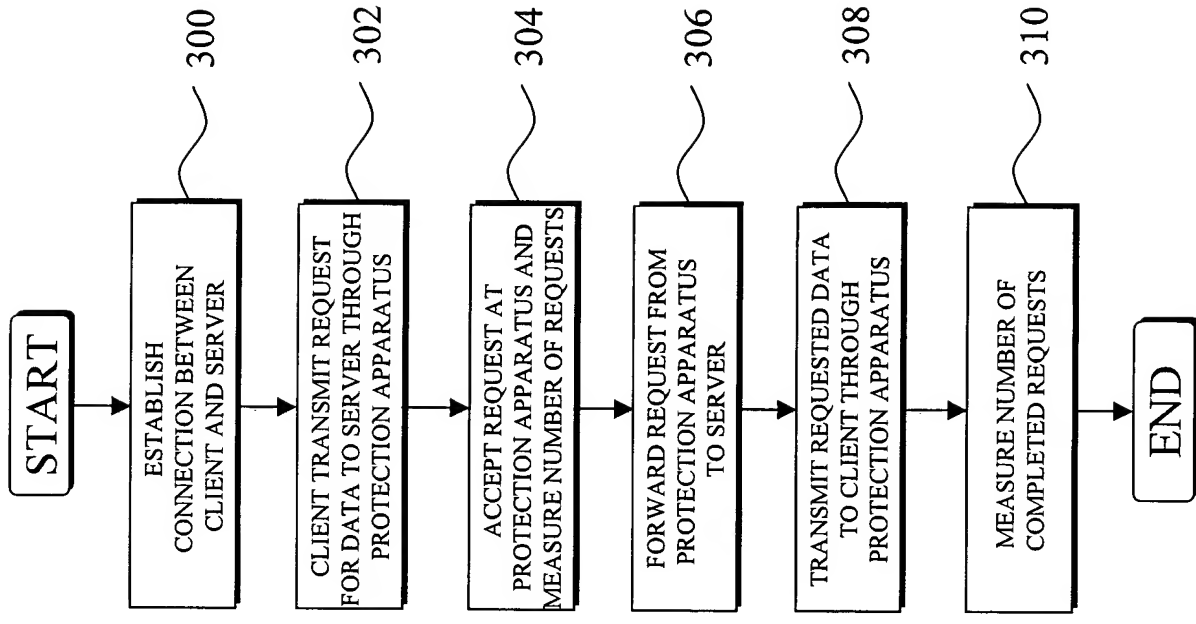 START
ESTABLISH
CONNECTION BETWEEN
CLIENT AND SERVER
300
CLIENT TRANSMIT REQUEST
FOR DATA TO SERVER THROUGH
PROTECTION APPARATUS
302
ACCEPT REQUEST AT
PROTECTION APPARATUS AND
MEASURE NUMBER OF REQUESTS
304
FORWARD REQUEST FROM
PROTECTION APPARATUS
TO SERVER
306
TRANSMIT REQUESTED DATA
TO CLIENT THROUGH
PROTECTION APPARATUS
308
MEASURE NUMBER OF
COMPLETED REQUESTS
310
END